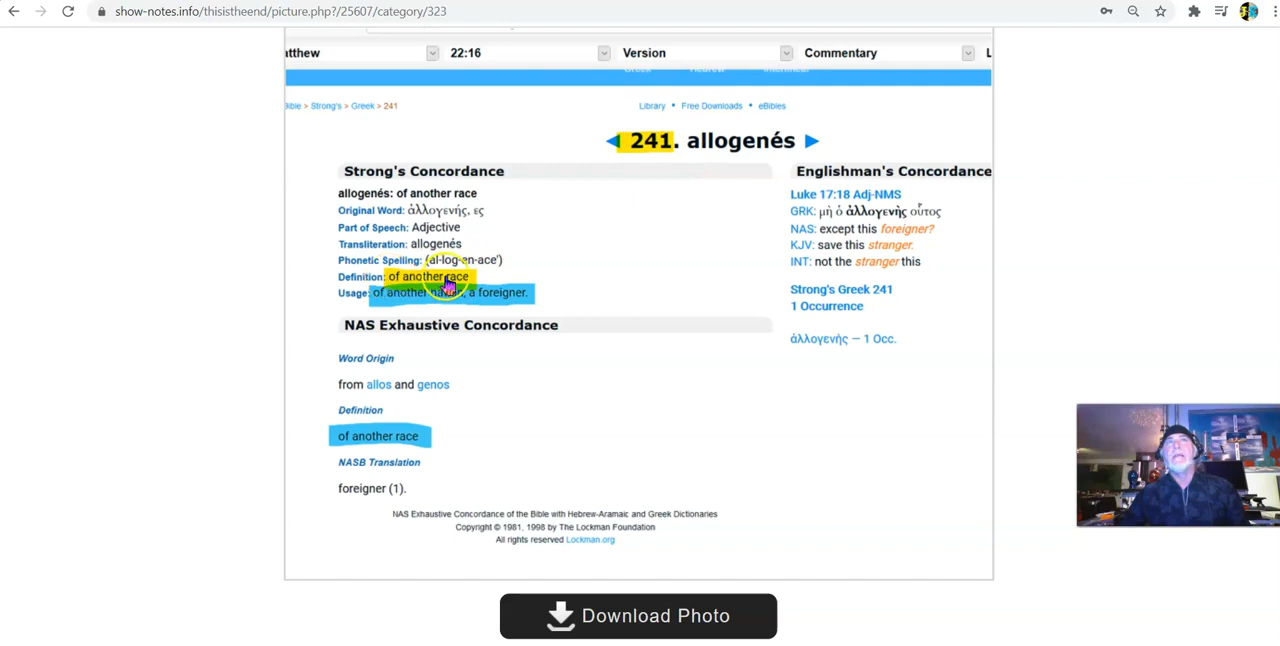 show-notes.info/thisistheend/picture.php?/25607/category/323
atthew 22:16 Version Commentary L
Greek Hebrew Interlinear
Bible > Strong's > Greek > 241
Library • Free Downloads • eBibles
◀ 241. allogenés ▶
Strong's Concordance
allogenés: of another race
Original Word: ἀλλογενής, ες
Part of Speech: Adjective
Transliteration: allogenés
Phonetic Spelling: (al-log-en-ace')
Definition: of another race
Usage: of another nation, a foreigner.
NAS Exhaustive Concordance
Word Origin
from allos and genos
Definition
of another race
NASB Translation
foreigner (1).
NAS Exhaustive Concordance of the Bible with Hebrew-Aramaic and Greek Dictionaries
Copyright © 1981, 1998 by The Lockman Foundation
All rights reserved Lockman.org
Englishman's Concordance
Luke 17:18 Adj-NMS
GRK: μὴ ὁ ἀλλογενὴς οὗτος
NAS: except this foreigner?
KJV: save this stranger.
INT: not the stranger this
Strong's Greek 241
1 Occurrence
ἀλλογενὴς — 1 Occ.
Download Photo